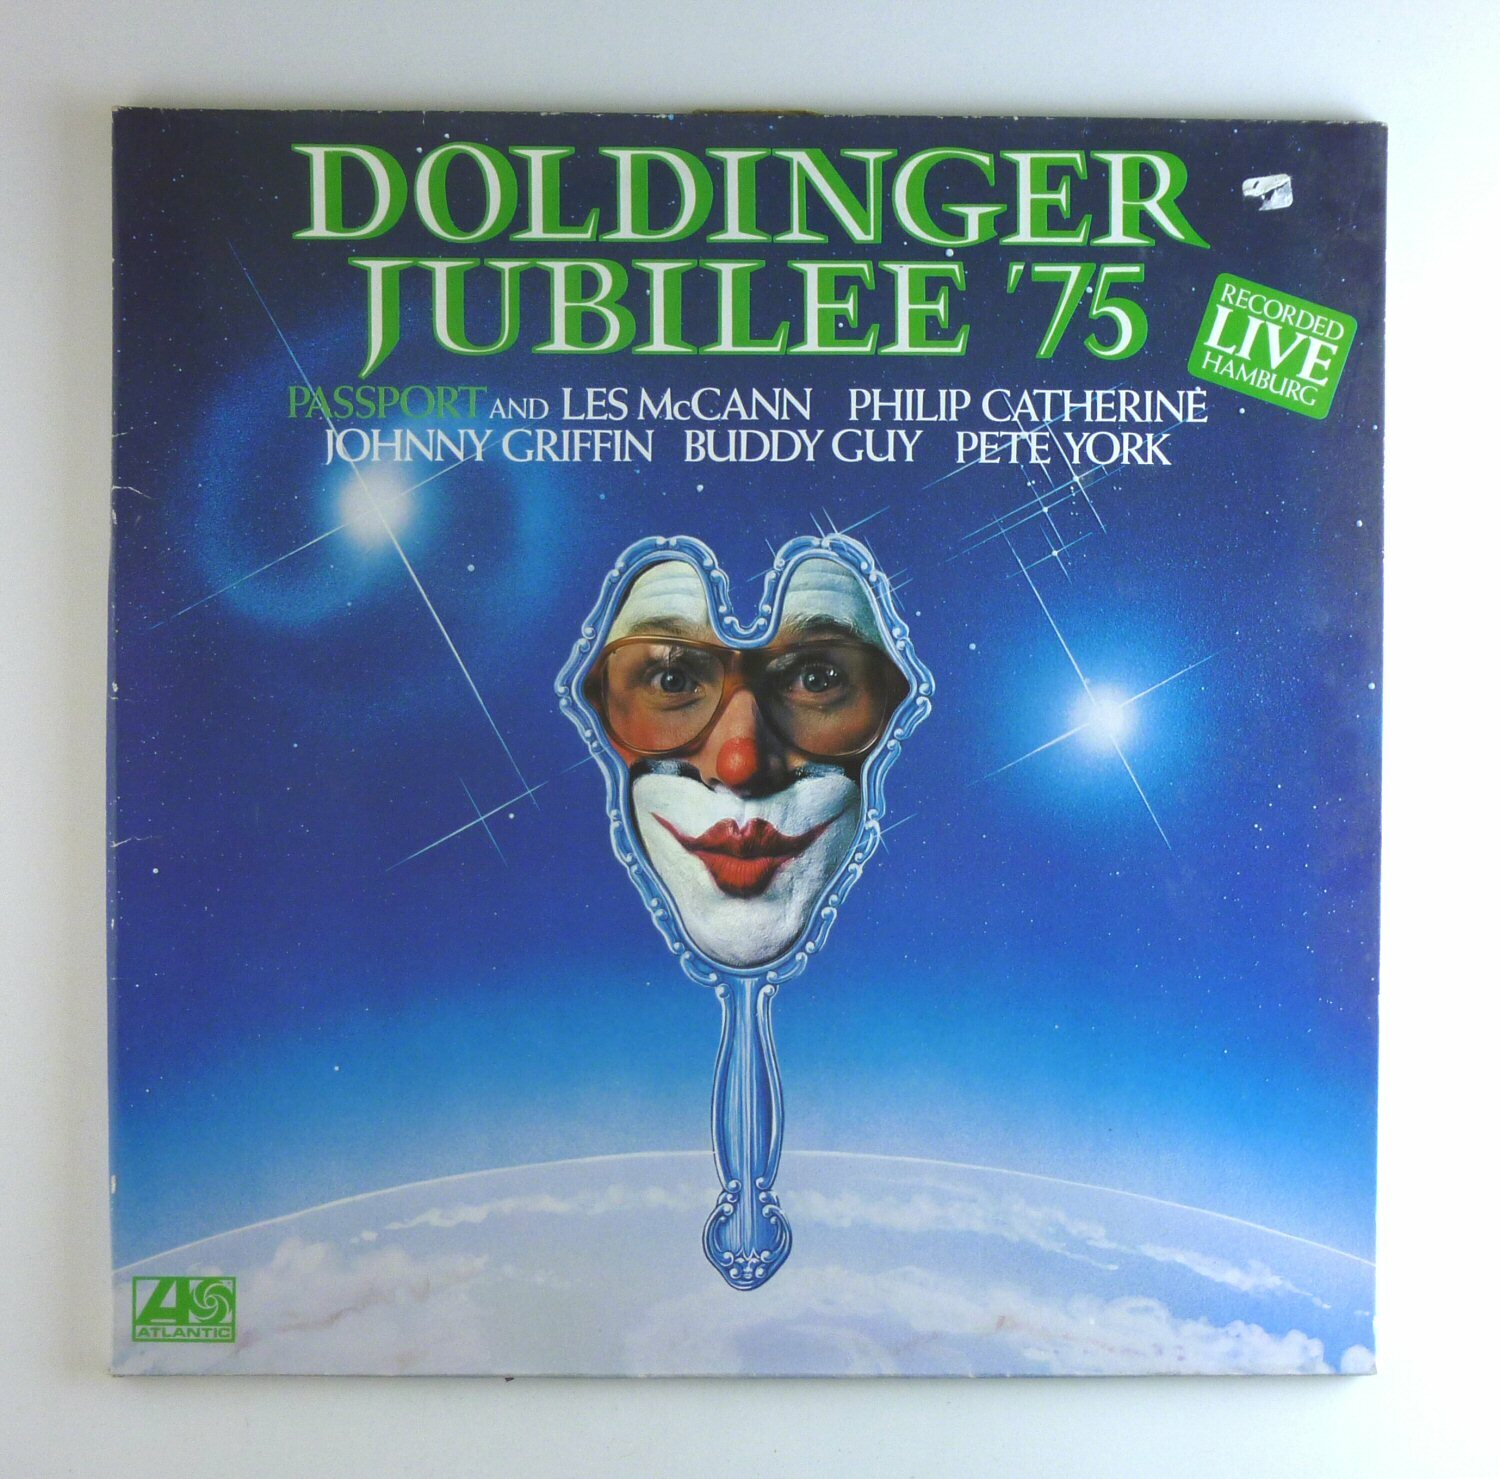 DOLDINGER
JUBILEE '75
RECORDED
LIVE
HAMBURG
PASSPORT AND LES McCANN PHILIP CATHERINE
JOHNNY GRIFFIN BUDDY GUY PETE YORK
ATLANTIC